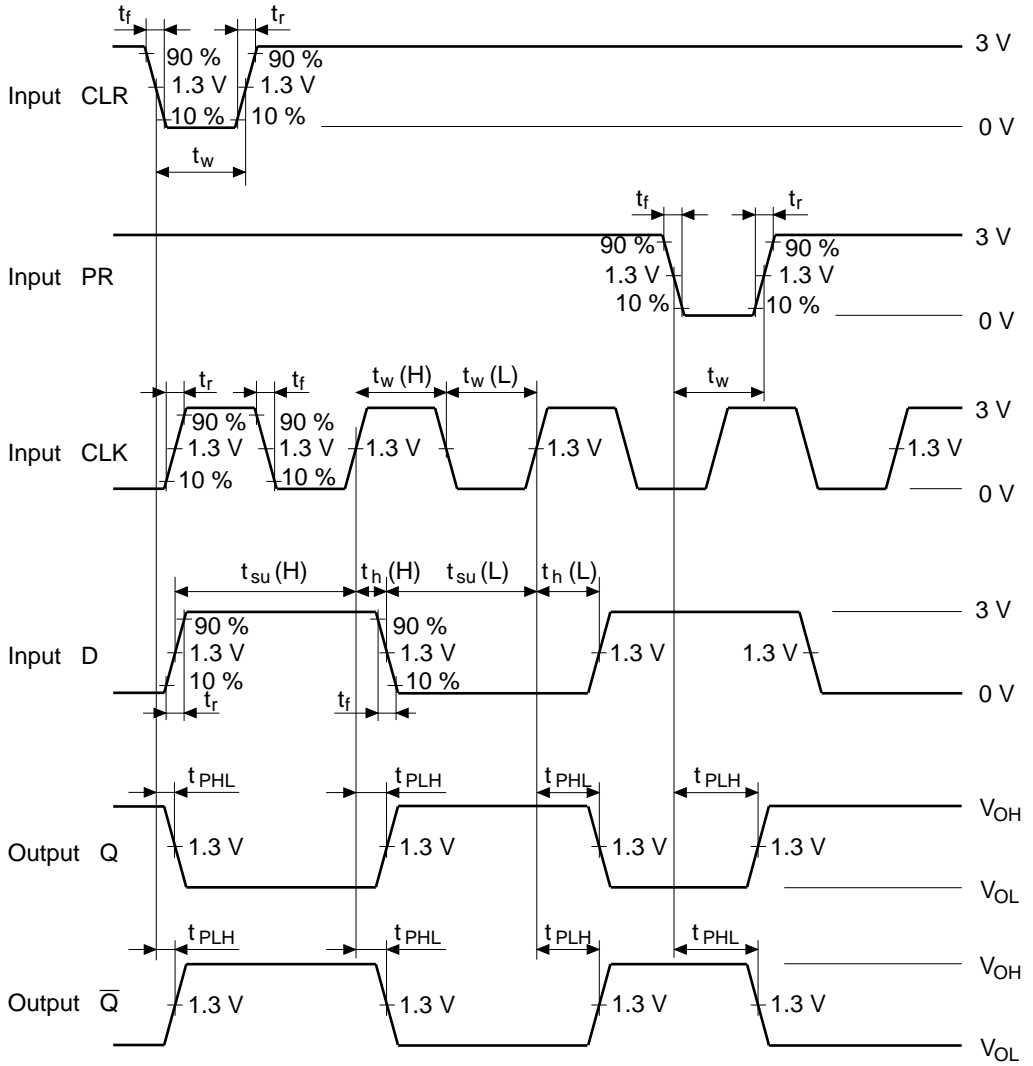 tf tr
90 % 90 % 3 V
Input CLR 1.3 V 1.3 V
10 % 10 % 0 V
tw
tf tr
90 % 90 % 3 V
Input PR 1.3 V 1.3 V
10 % 10 % 0 V
tr tf tw (H) tw (L) tw
90 % 90 % 3 V
Input CLK 1.3 V 1.3 V 1.3 V 1.3 V 1.3 V
10 % 10 % 0 V
tsu (H) th (H) tsu (L) th (L)
90 % 90 % 3 V
Input D 1.3 V 1.3 V 1.3 V 1.3 V
10 % 10 % 0 V
tr tf
tPHL tPLH tPHL tPLH
VOH
Output Q 1.3 V 1.3 V 1.3 V 1.3 V
VOL
tPLH tPHL tPLH tPHL
VOH
Output Q̅ 1.3 V 1.3 V 1.3 V 1.3 V
VOL